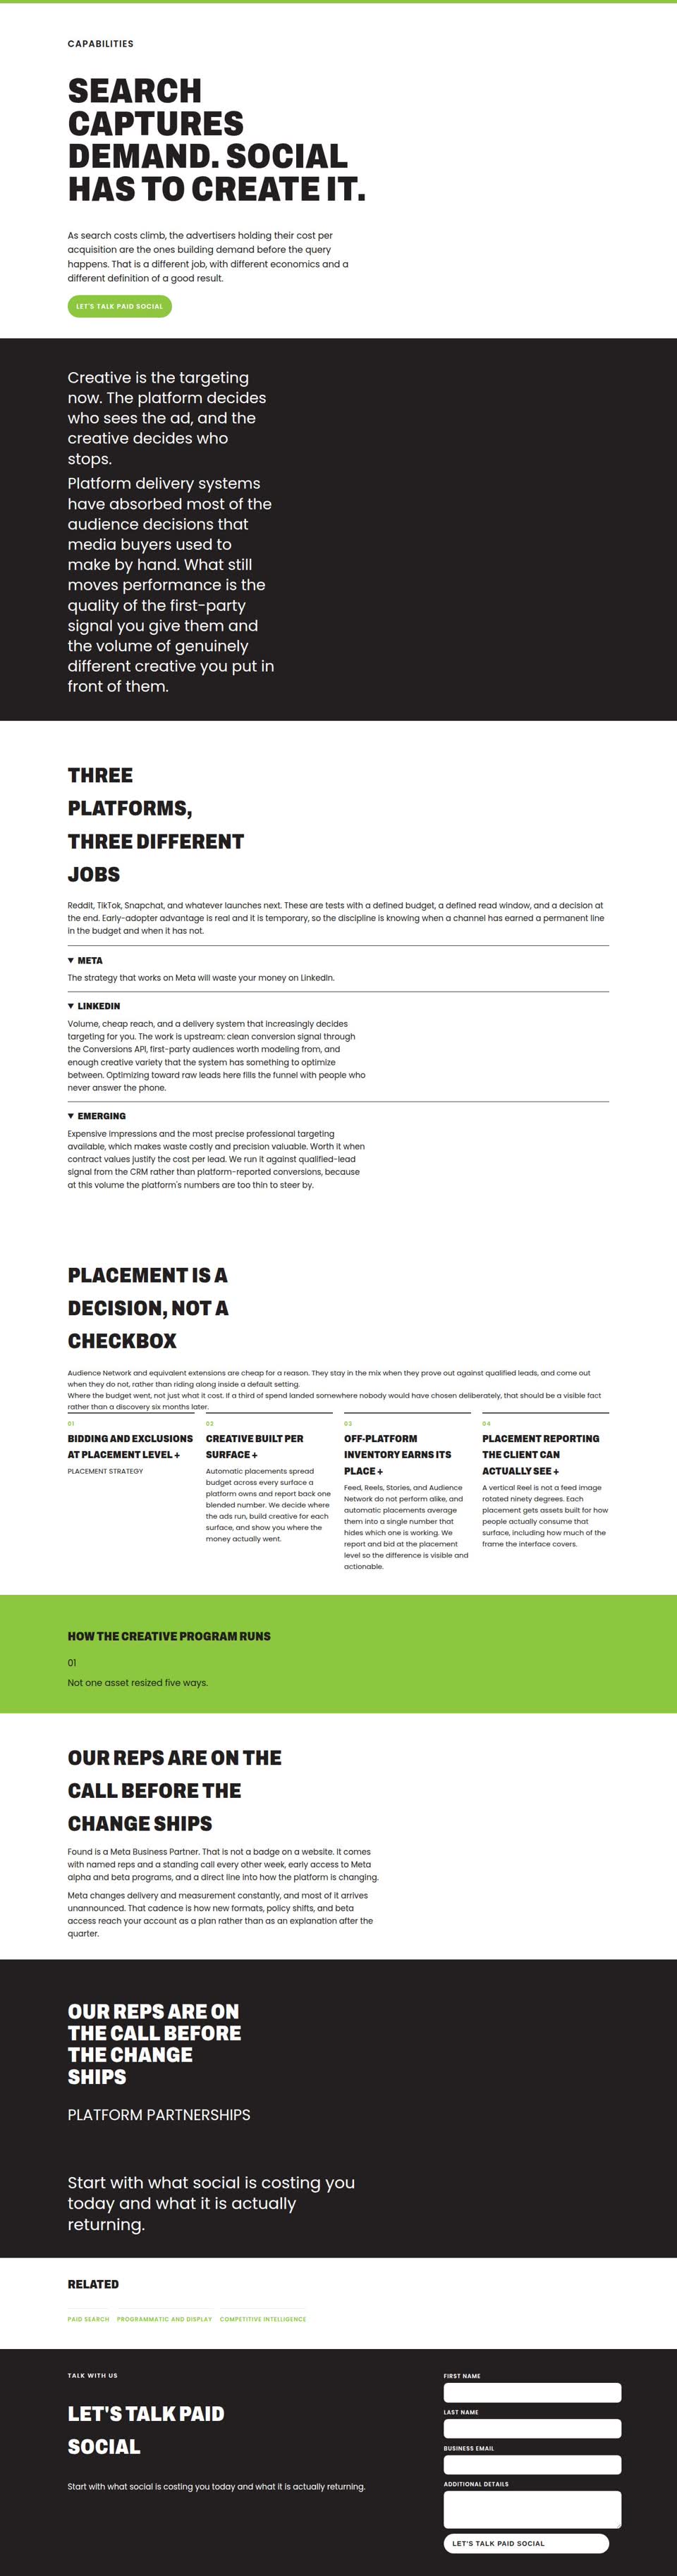 CAPABILITIES
SEARCH
CAPTURES
DEMAND. SOCIAL
HAS TO CREATE IT.
As search costs climb, the advertisers holding their cost per
acquisition are the ones building demand before the query
happens. That is a different job, with different economics and a
different definition of a good result.
LET'S TALK PAID SOCIAL
Creative is the targeting
now. The platform decides
who sees the ad, and the
creative decides who
stops.
Platform delivery systems
have absorbed most of the
audience decisions that
media buyers used to
make by hand. What still
moves performance is the
quality of the first-party
signal you give them and
the volume of genuinely
different creative you put in
front of them.
THREE
PLATFORMS,
THREE DIFFERENT
JOBS
Reddit, TikTok, Snapchat, and whatever launches next. These are tests with a defined budget, a defined read window, and a decision at
the end. Early-adopter advantage is real and it is temporary, so the discipline is knowing when a channel has earned a permanent line
in the budget and when it has not.
▼ META
The strategy that works on Meta will waste your money on LinkedIn.
▼ LINKEDIN
Volume, cheap reach, and a delivery system that increasingly decides
targeting for you. The work is upstream: clean conversion signal through
the Conversions API, first-party audiences worth modeling from, and
enough creative variety that the system has something to optimize
between. Optimizing toward raw leads here fills the funnel with people who
never answer the phone.
▼ EMERGING
Expensive impressions and the most precise professional targeting
available, which makes waste costly and precision valuable. Worth it when
contract values justify the cost per lead. We run it against qualified-lead
signal from the CRM rather than platform-reported conversions, because
at this volume the platform's numbers are too thin to steer by.
PLACEMENT IS A
DECISION, NOT A
CHECKBOX
Audience Network and equivalent extensions are cheap for a reason. They stay in the mix when they prove out against qualified leads, and come out
when they do not, rather than riding along inside a default setting.
Where the budget went, not just what it cost. If a third of spend landed somewhere nobody would have chosen deliberately, that should be a visible fact
rather than a discovery six months later.
01
BIDDING AND EXCLUSIONS
AT PLACEMENT LEVEL +
PLACEMENT STRATEGY
02
CREATIVE BUILT PER
SURFACE +
Automatic placements spread
budget across every surface a
platform owns and report back one
blended number. We decide where
the ads run, build creative for each
surface, and show you where the
money actually went.
03
OFF-PLATFORM
INVENTORY EARNS ITS
PLACE +
Feed, Reels, Stories, and Audience
Network do not perform alike, and
automatic placements average
them into a single number that
hides which one is working. We
report and bid at the placement
level so the difference is visible and
actionable.
04
PLACEMENT REPORTING
THE CLIENT CAN
ACTUALLY SEE +
A vertical Reel is not a feed image
rotated ninety degrees. Each
placement gets assets built for how
people actually consume that
surface, including how much of the
frame the interface covers.
HOW THE CREATIVE PROGRAM RUNS
01
Not one asset resized five ways.
OUR REPS ARE ON THE
CALL BEFORE THE
CHANGE SHIPS
Found is a Meta Business Partner. That is not a badge on a website. It comes
with named reps and a standing call every other week, early access to Meta
alpha and beta programs, and a direct line into how the platform is changing.
Meta changes delivery and measurement constantly, and most of it arrives
unannounced. That cadence is how new formats, policy shifts, and beta
access reach your account as a plan rather than as an explanation after the
quarter.
OUR REPS ARE ON
THE CALL BEFORE
THE CHANGE
SHIPS
PLATFORM PARTNERSHIPS
Start with what social is costing you
today and what it is actually
returning.
RELATED
PAID SEARCH PROGRAMMATIC AND DISPLAY COMPETITIVE INTELLIGENCE
TALK WITH US
LET'S TALK PAID
SOCIAL
Start with what social is costing you today and what it is actually returning.
FIRST NAME
LAST NAME
BUSINESS EMAIL
ADDITIONAL DETAILS
LET'S TALK PAID SOCIAL